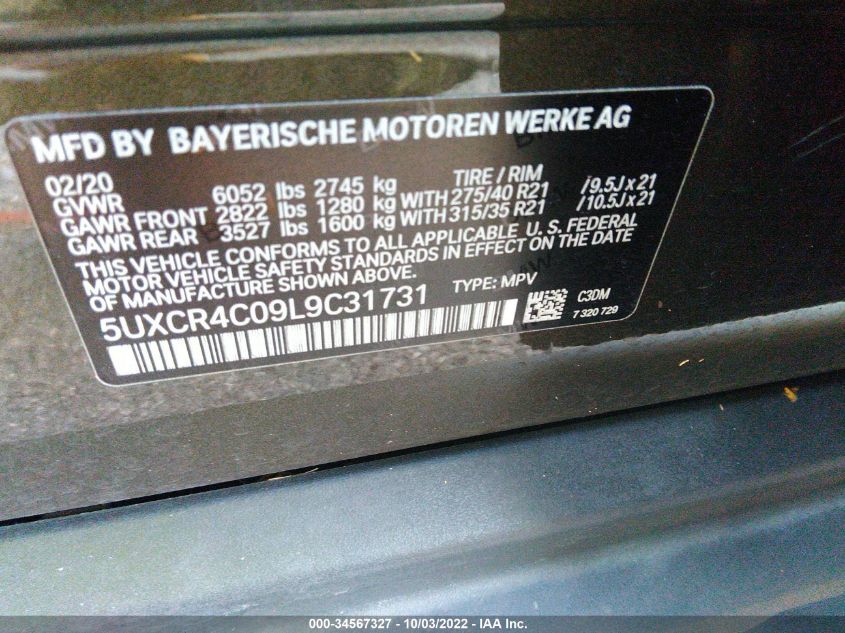 MFD BY BAYERISCHE MOTOREN WERKE AG
02/20 TIRE / RIM
GVWR 6052 lbs 2745 kg
GAWR FRONT 2822 lbs 1280 kg WITH 275/40 R21 /9.5J x 21
GAWR REAR 3527 lbs 1600 kg WITH 315/35 R21 /10.5J x 21
THIS VEHICLE CONFORMS TO ALL APPLICABLE U. S. FEDERAL
MOTOR VEHICLE SAFETY STANDARDS IN EFFECT ON THE DATE
OF MANUFACTURE SHOWN ABOVE.
5UXCR4C09L9C31731 TYPE: MPV
C3DM
7 320 729
000-34567327 - 10/03/2022 - IAA Inc.